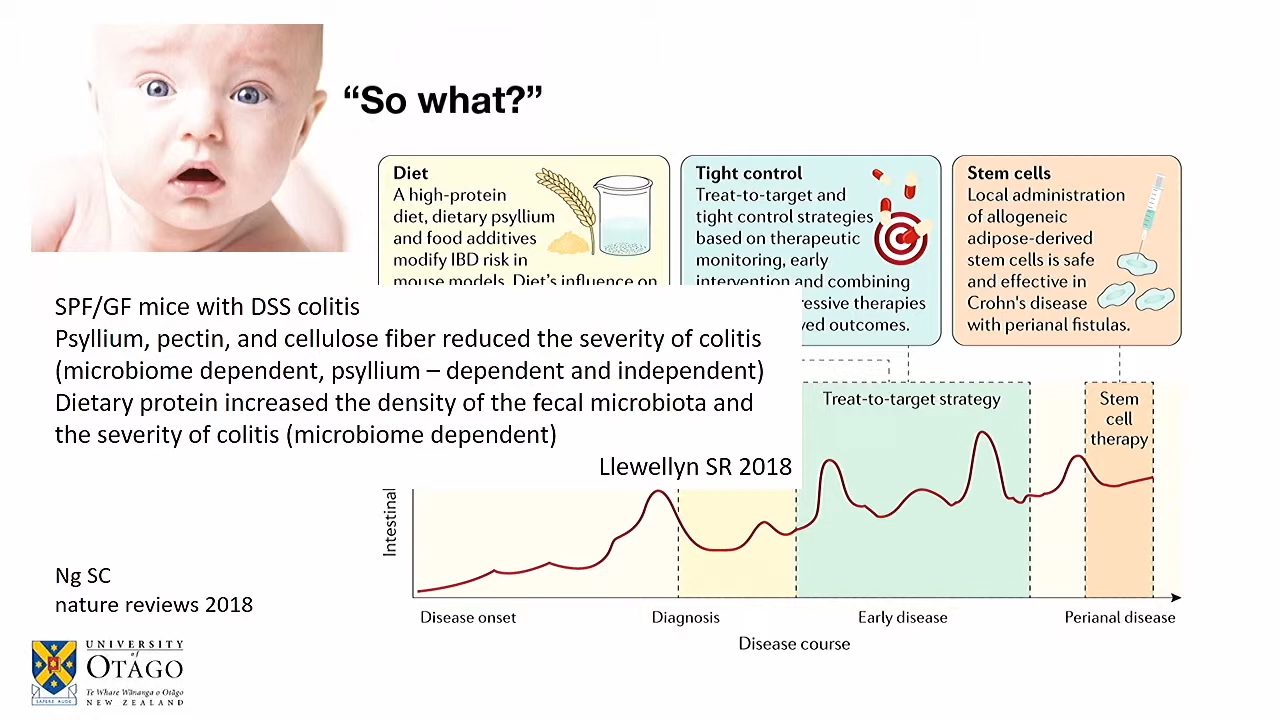 “So what?”
Diet
A high-protein
diet, dietary psyllium
and food additives
modify IBD risk in
mouse models. Diet’s influence on
Tight control
Treat-to-target and
tight control strategies
based on therapeutic
monitoring, early
intervention and combining
ressive therapies
ved outcomes.
Stem cells
Local administration
of allogeneic
adipose-derived
stem cells is safe
and effective in
Crohn's disease
with perianal fistulas.
SPF/GF mice with DSS colitis
Psyllium, pectin, and cellulose fiber reduced the severity of colitis
(microbiome dependent, psyllium – dependent and independent)
Dietary protein increased the density of the fecal microbiota and
the severity of colitis (microbiome dependent)
Llewellyn SR 2018
Treat-to-target strategy
Stem
cell
therapy
Intestinal
Disease onset
Diagnosis
Early disease
Perianal disease
Disease course
Ng SC
nature reviews 2018
UNIVERSITY
of
OTAGO
Te Whare Wānanga o Otāgo
NEW ZEALAND
SAPERE AUDE